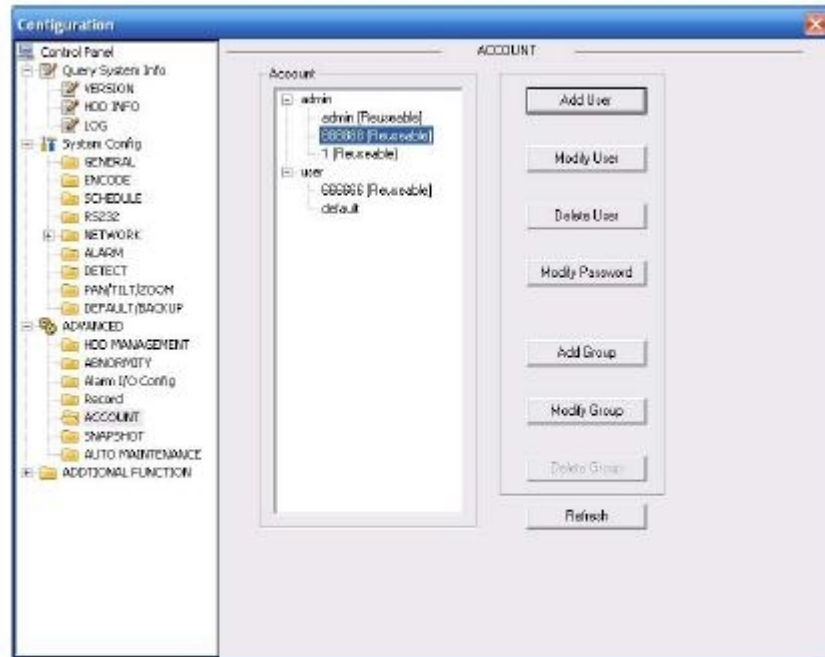 Configuration
Control Panel
Query System Info
VERSION
HDD INFO
LOG
System Config
GENERAL
ENCODE
SCHEDULE
RS232
NETWORK
ALARM
DETECT
PAN/TILT/ZOOM
DEFAULT/BACKUP
ADVANCED
HDD MANAGEMENT
ABNORMITY
Alarm I/O Config
Record
ACCOUNT
SNAPSHOT
AUTO MAINTENANCE
ADDTIONAL FUNCTION
ACCOUNT
Account
admin
admin [Reuseable]
888888 [Reuseable]
1 [Reuseable]
user
666666 [Reuseable]
default
Add User
Modify User
Delete User
Modify Password
Add Group
Modify Group
Delete Group
Refresh